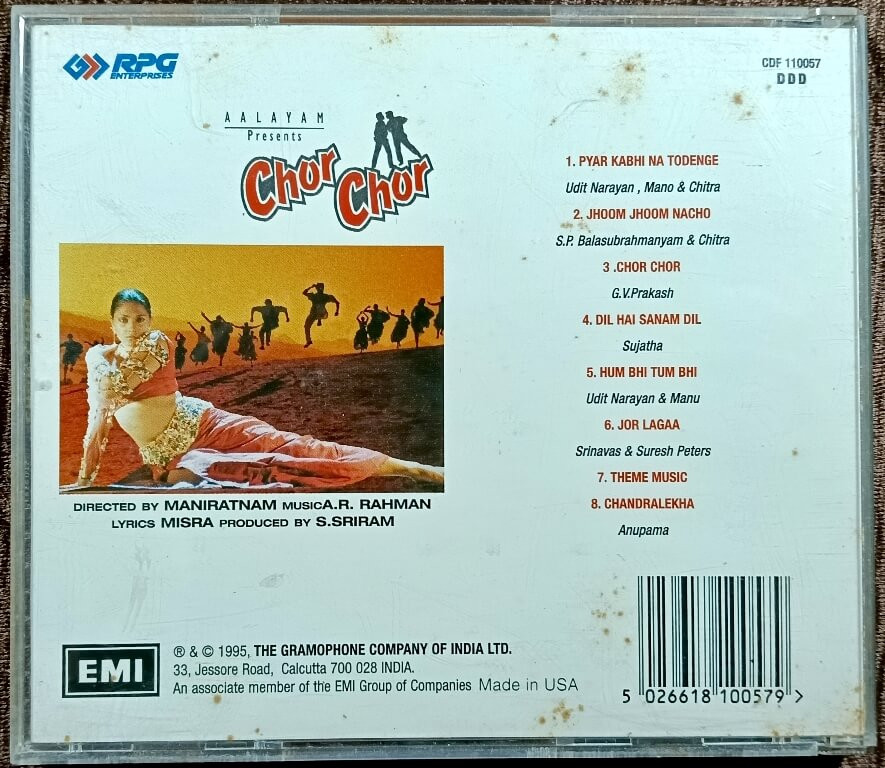 RPG
ENTERPRISES
CDF 110057
DDD
AALAYAM
Presents
Chor Chor
DIRECTED BY MANIRATNAM MUSICA.R. RAHMAN
LYRICS MISRA PRODUCED BY S.SRIRAM
1. PYAR KABHI NA TODENGE
Udit Narayan , Mano & Chitra
2. JHOOM JHOOM NACHO
S.P. Balasubrahmanyam & Chitra
3 .CHOR CHOR
G.V.Prakash
4. DIL HAI SANAM DIL
Sujatha
5. HUM BHI TUM BHI
Udit Narayan & Manu
6. JOR LAGAA
Srinavas & Suresh Peters
7. THEME MUSIC
8. CHANDRALEKHA
Anupama
EMI
℗ & © 1995, THE GRAMOPHONE COMPANY OF INDIA LTD.
33, Jessore Road, Calcutta 700 028 INDIA.
An associate member of the EMI Group of Companies Made in USA
5 026618 100579 >